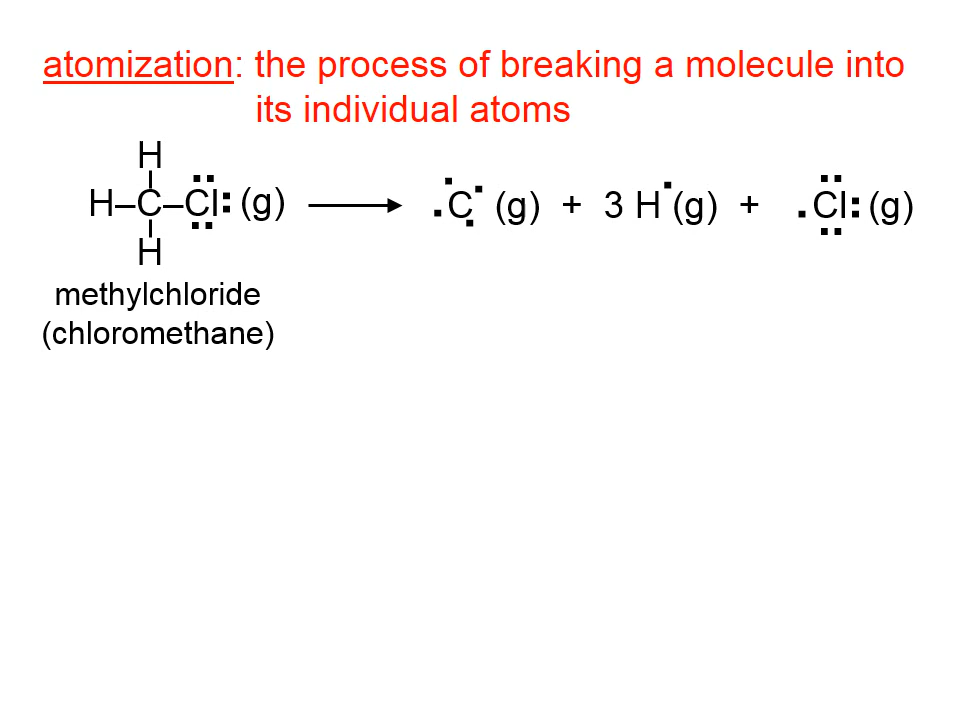 atomization: the process of breaking a molecule into
its individual atoms
H
H–C–Cl (g) → C (g) + 3 H (g) + Cl (g)
H
methylchloride
(chloromethane)